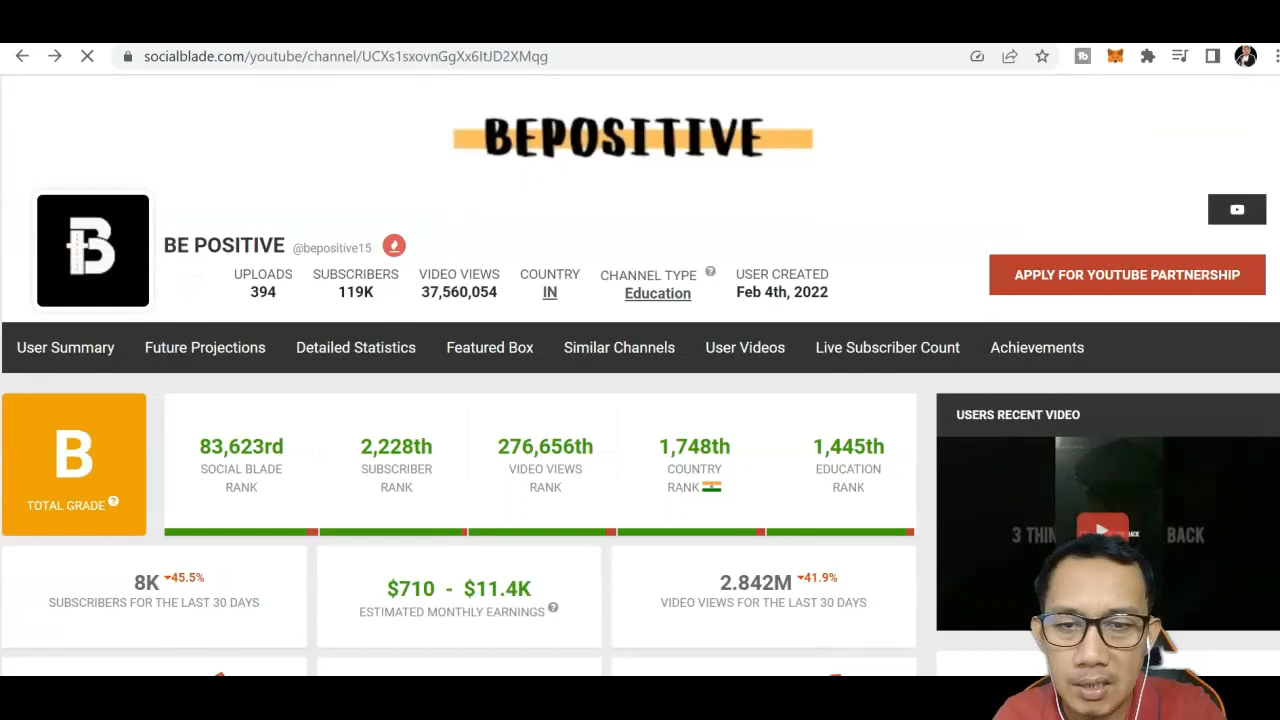 socialblade.com/youtube/channel/UCXs1sxovnGgXx6ItJD2XMqg
BEPOSITIVE
B
BE POSITIVE @bepositive15
UPLOADS SUBSCRIBERS VIDEO VIEWS COUNTRY CHANNEL TYPE ? USER CREATED
394 119K 37,560,054 IN Education Feb 4th, 2022
APPLY FOR YOUTUBE PARTNERSHIP
User Summary Future Projections Detailed Statistics Featured Box Similar Channels User Videos Live Subscriber Count Achievements
B
TOTAL GRADE ?
83,623rd 2,228th 276,656th 1,748th 1,445th
SOCIAL BLADE SUBSCRIBER VIDEO VIEWS COUNTRY EDUCATION
RANK RANK RANK RANK RANK
USERS RECENT VIDEO
3 THIN BACK
8K 45.5%
SUBSCRIBERS FOR THE LAST 30 DAYS
$710 - $11.4K
ESTIMATED MONTHLY EARNINGS ?
2.842M 41.9%
VIDEO VIEWS FOR THE LAST 30 DAYS